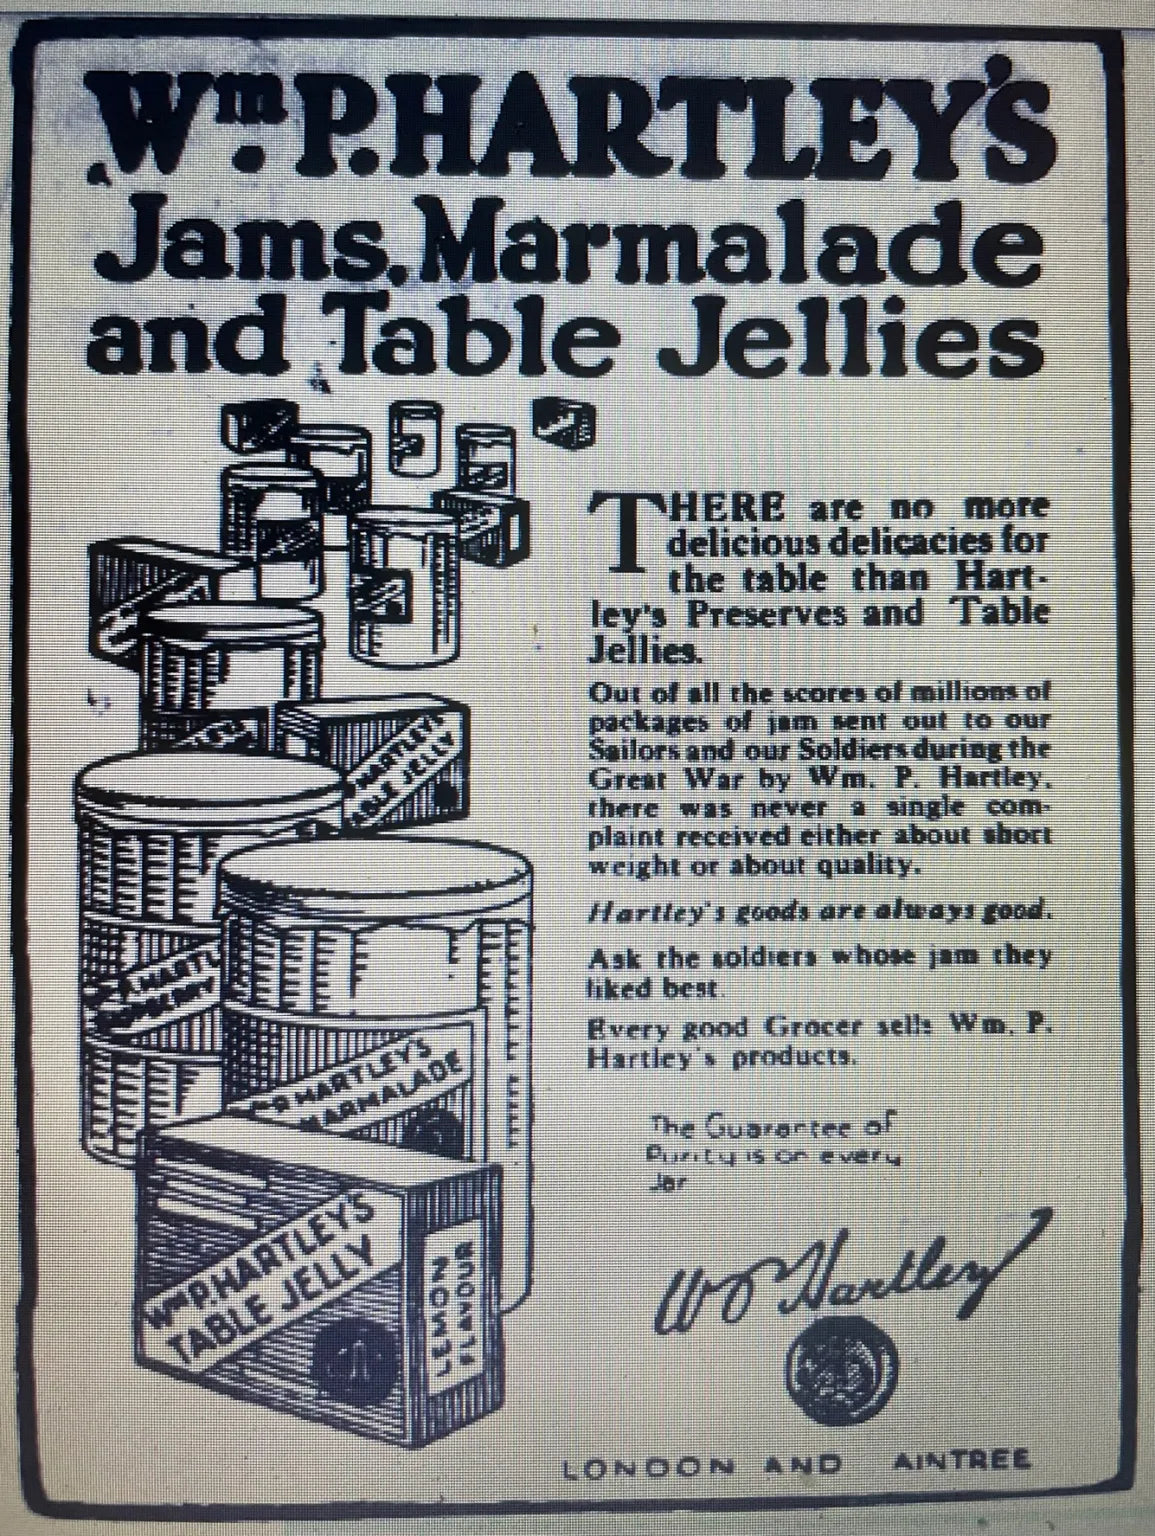 Wm. P. HARTLEY'S
Jams, Marmalade
and Table Jellies
THERE are no more
delicious delicacies for
the table than Hart-
ley's Preserves and Table
Jellies.
Out of all the scores of millions of
packages of jam sent out to our
Sailors and our Soldiers during the
Great War by Wm. P. Hartley,
there was never a single com-
plaint received either about short
weight or about quality.
Hartley's goods are always good.
Ask the soldiers whose jam they
liked best.
Every good Grocer sells Wm. P.
Hartley's products.
The Guarantee of
Purity is on every
Jar
W P Hartley
LONDON AND AINTREE
HARTLEY
TABLE JELLY
P. HARTL
P HARTLEY'S
MARMALADE
Wm P. HARTLEY'S
TABLE JELLY
LEMON
FLAVOUR